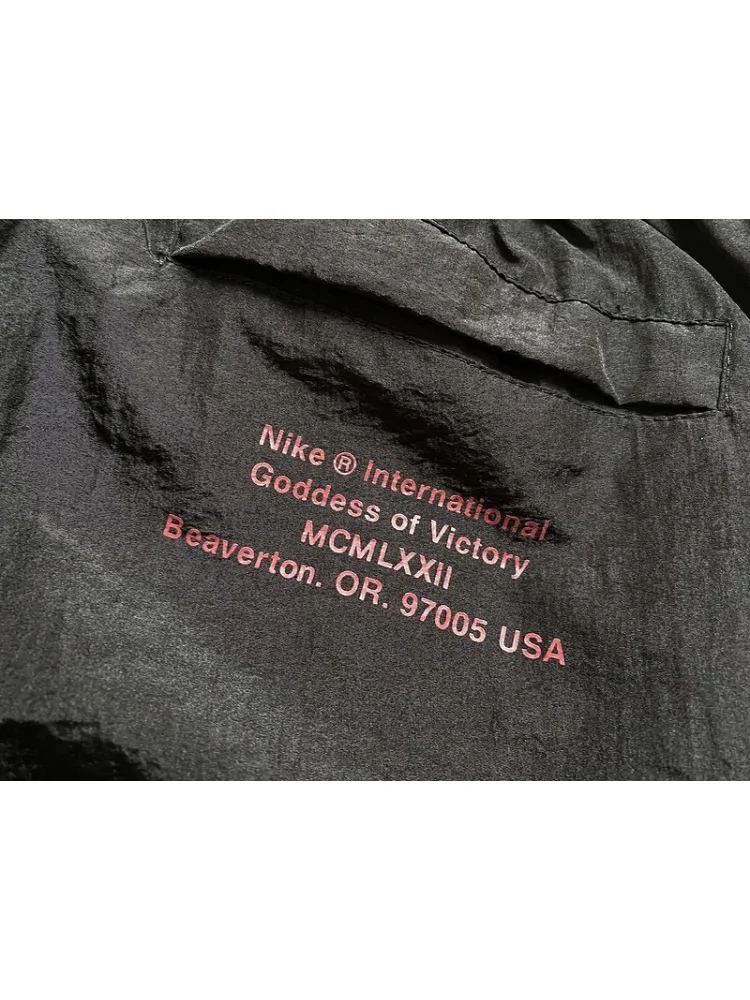 Nike ® International
Goddess of Victory
MCMLXXII
Beaverton. OR. 97005 USA